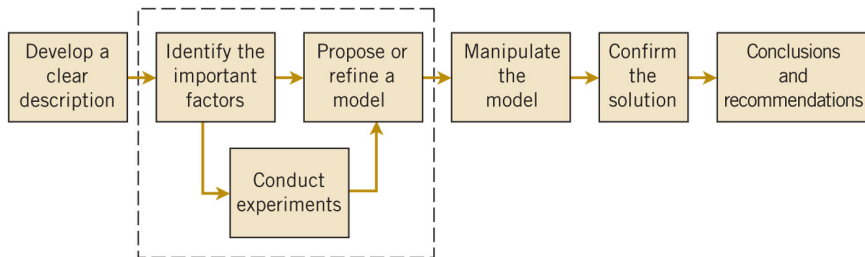 Develop a
clear
description
Identify the
important
factors
Propose or
refine a
model
Manipulate
the
model
Confirm
the
solution
Conclusions
and
recommendations
Conduct
experiments